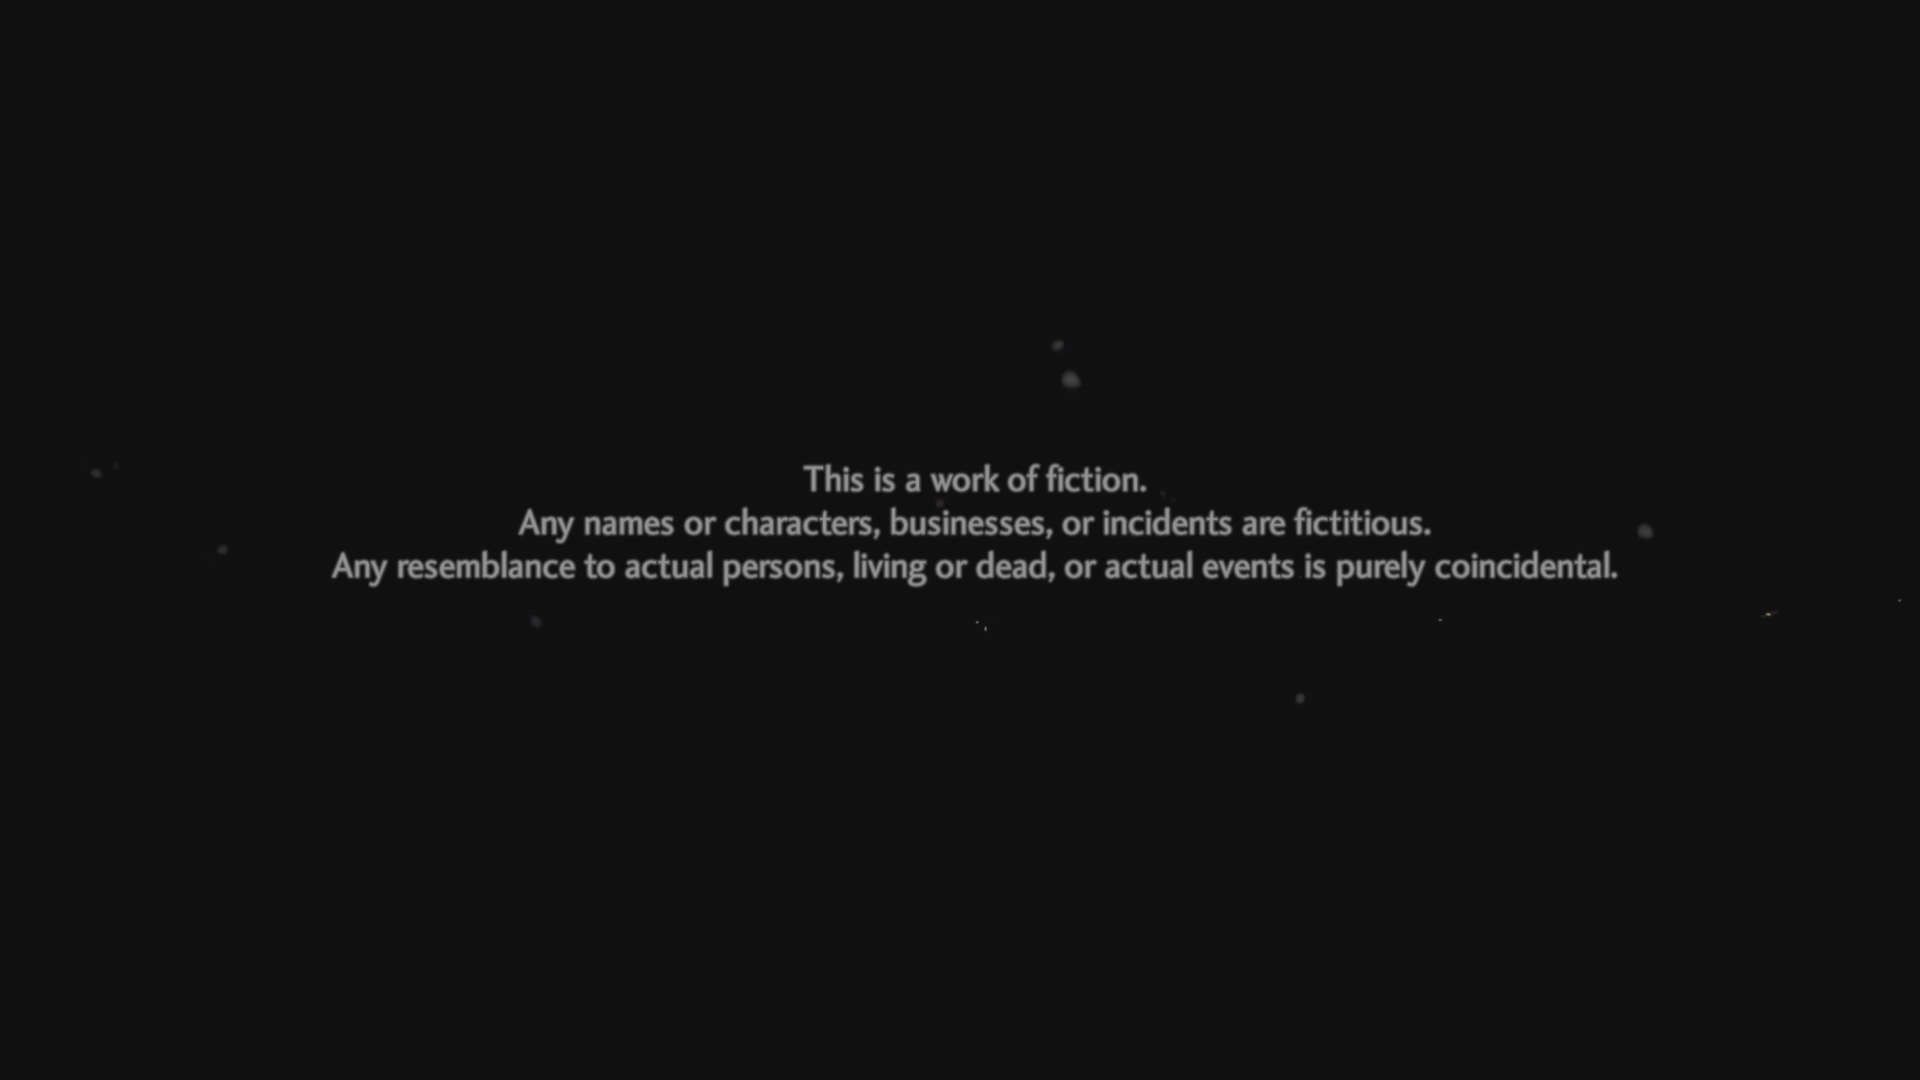 This is a work of fiction.
Any names or characters, businesses, or incidents are fictitious.
Any resemblance to actual persons, living or dead, or actual events is purely coincidental.